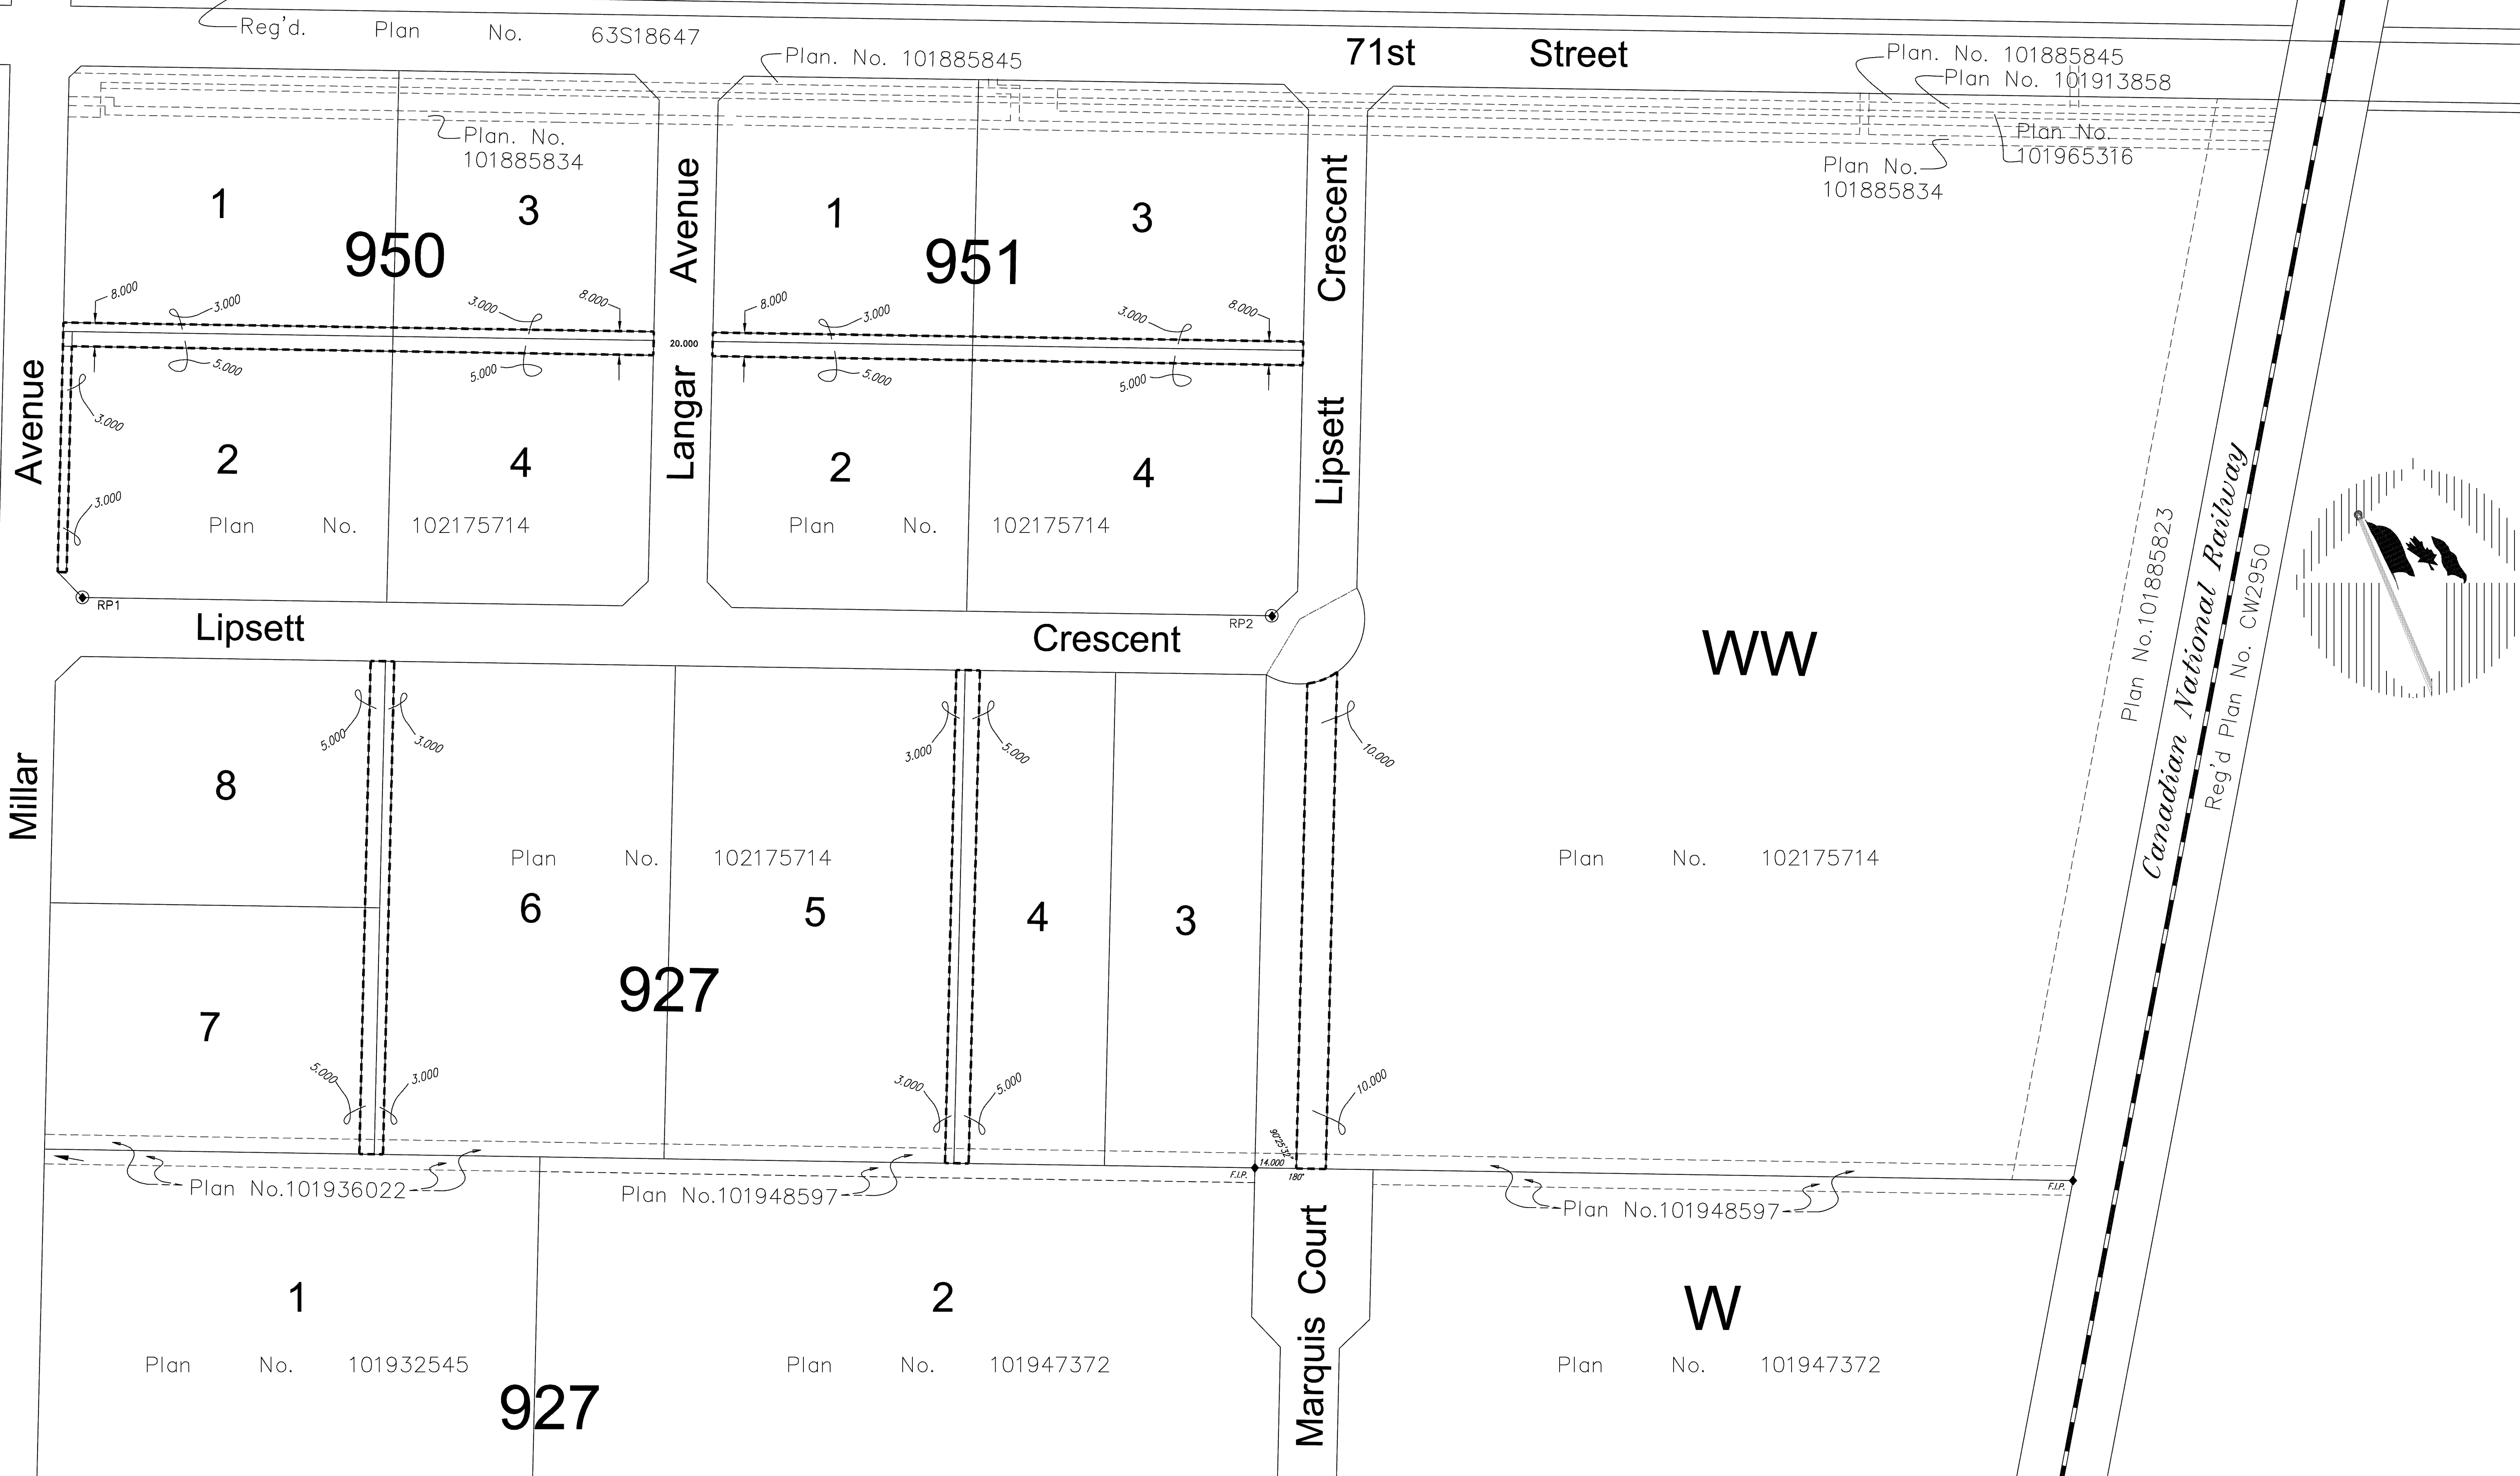 Reg'd. Plan No. 63S18647
71st Street
Plan. No. 101885845
Plan. No. 101885845
Plan No. 101913858
Plan. No.
101885834
Plan No.
101965316
Plan No.
101885834
1
3
950
Avenue
1
3
951
Crescent
8.000
3.000
3.000
8.000
8.000
3.000
3.000
8.000
20.000
5.000
5.000
5.000
5.000
Avenue
3.000
3.000
2
4
Langar
2
4
Lipsett
Plan No. 102175714
Plan No. 102175714
RP1
RP2
Lipsett Crescent
WW
Plan No.101885823
Canadian National Railway
Reg'd Plan No. CW2950
Millar
5.000
3.000
3.000
5.000
10.000
8
Plan No. 102175714
Plan No. 102175714
6
5
4
3
927
7
5.000
3.000
3.000
5.000
10.000
90°25'32"
14.000
F.I.P.
180°
F.I.P.
Plan No.101936022
Plan No.101948597
Plan No.101948597
1
2
Marquis Court
W
Plan No. 101932545
Plan No. 101947372
Plan No. 101947372
927